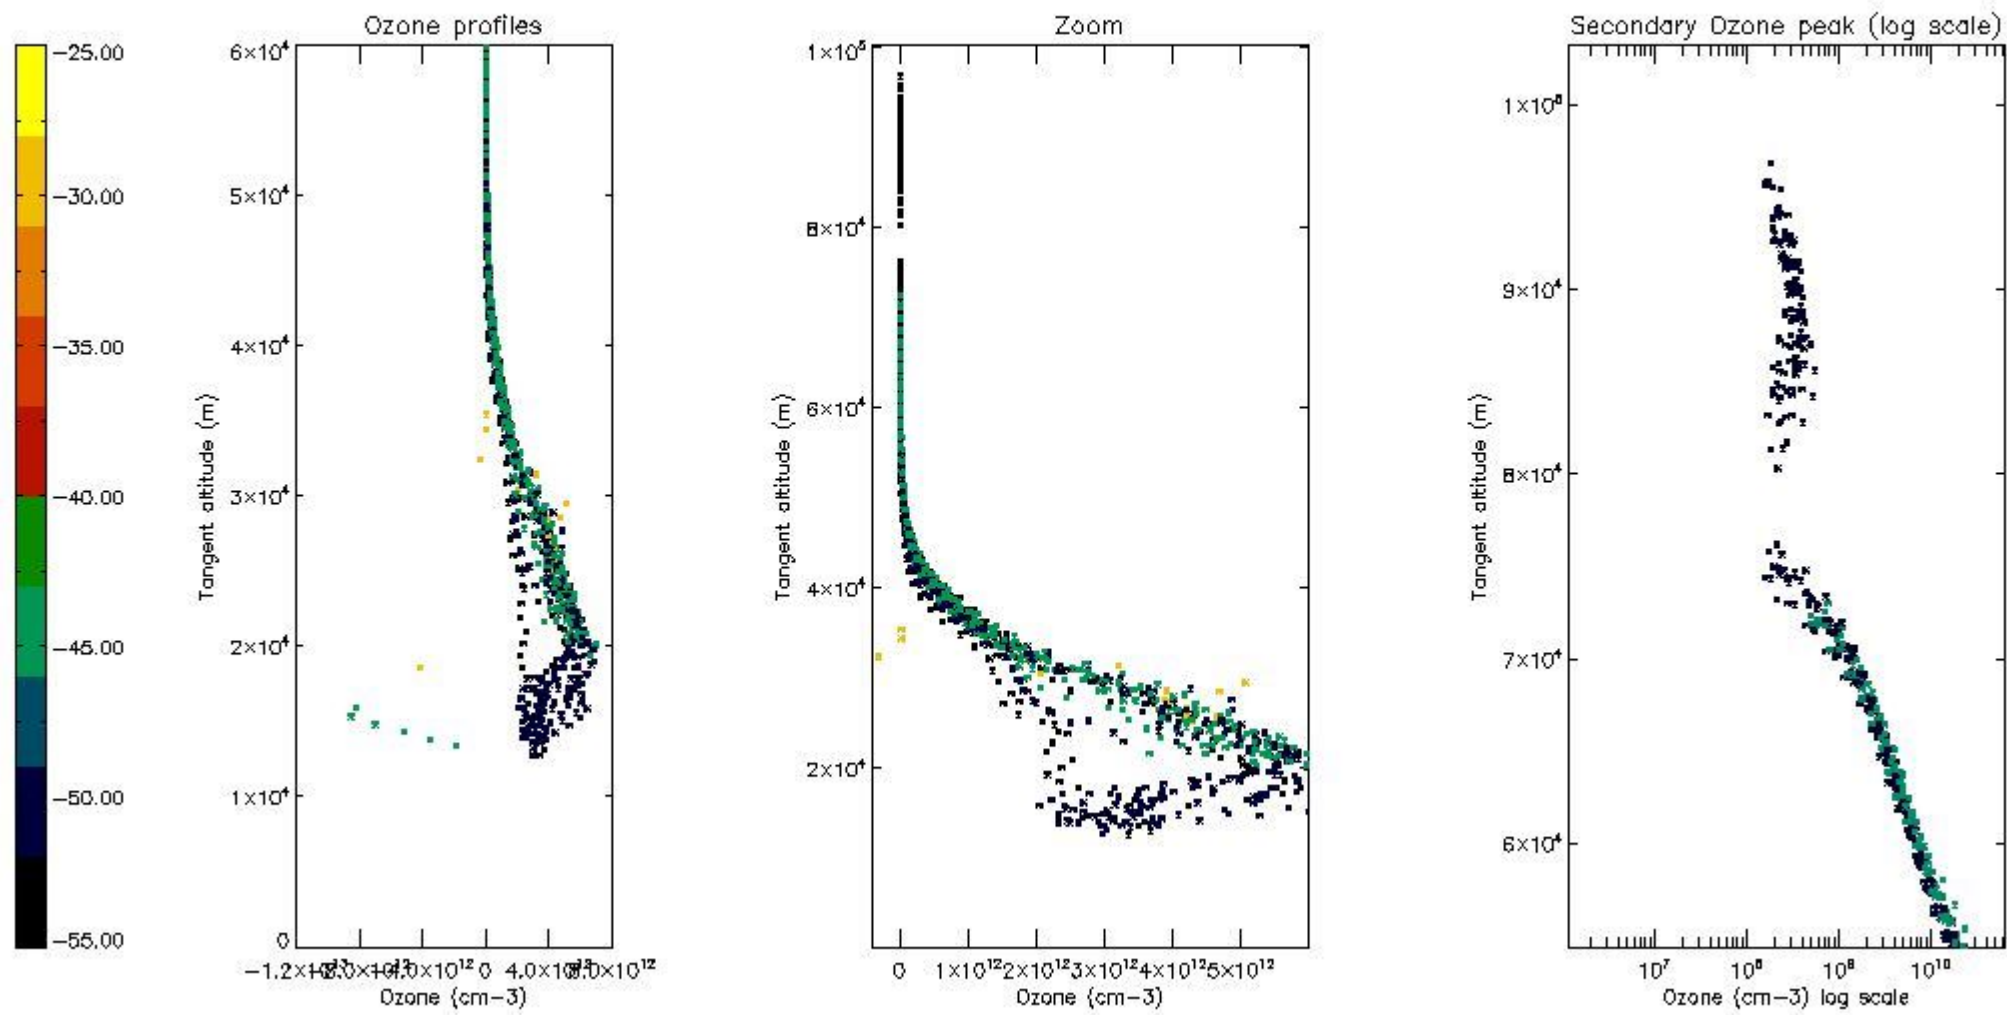 Ozone profiles
Zoom
Secondary Ozone peak (log scale)
−25.00
−30.00
−35.00
−40.00
−45.00
−50.00
−55.00
6×10⁴
5×10⁴
4×10⁴
3×10⁴
2×10⁴
1×10⁴
0
Tangent altitude (m)
0
4.0×10¹²
Ozone (cm−3)
1×10⁵
8×10⁴
6×10⁴
4×10⁴
2×10⁴
Tangent altitude (m)
0 1×10¹² 2×10¹² 3×10¹² 4×10¹² 5×10¹²
Ozone (cm−3)
9×10⁴
8×10⁴
7×10⁴
6×10⁴
Tangent altitude (m)
10⁷ 10⁸ 10⁹ 10¹⁰
Ozone (cm−3) log scale